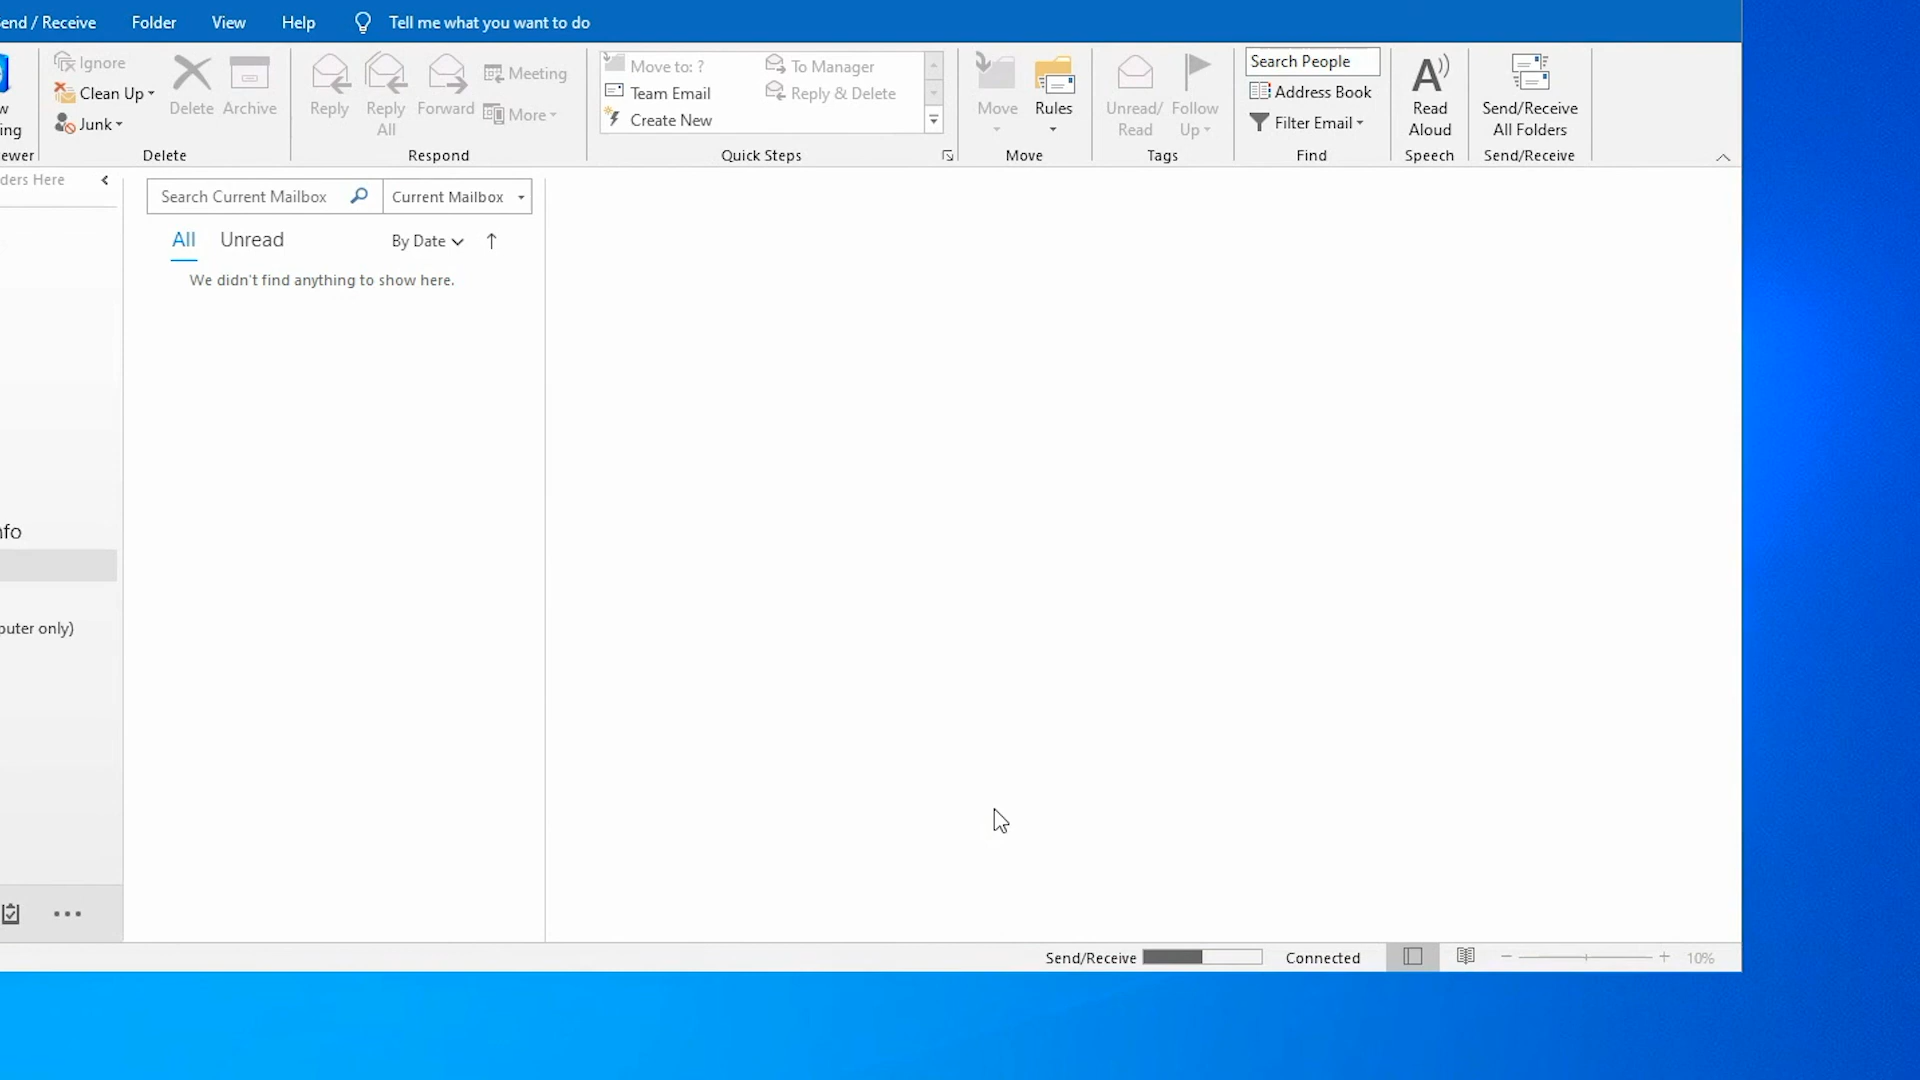 end / Receive Folder View Help Tell me what you want to do
Ignore
Clean Up
Junk
Delete
Archive
Delete
Reply
Reply All
Forward
Meeting
More
Respond
Move to: ?
Team Email
Create New
To Manager
Reply & Delete
Quick Steps
Move
Rules
Move
Unread/ Read
Follow Up
Tags
Search People
Address Book
Filter Email
Find
Read Aloud
Speech
Send/Receive All Folders
Send/Receive
w
ing
ewer
ders Here
Search Current Mailbox
Current Mailbox
All Unread By Date
We didn't find anything to show here.
nfo
puter only)
Send/Receive Connected 10%